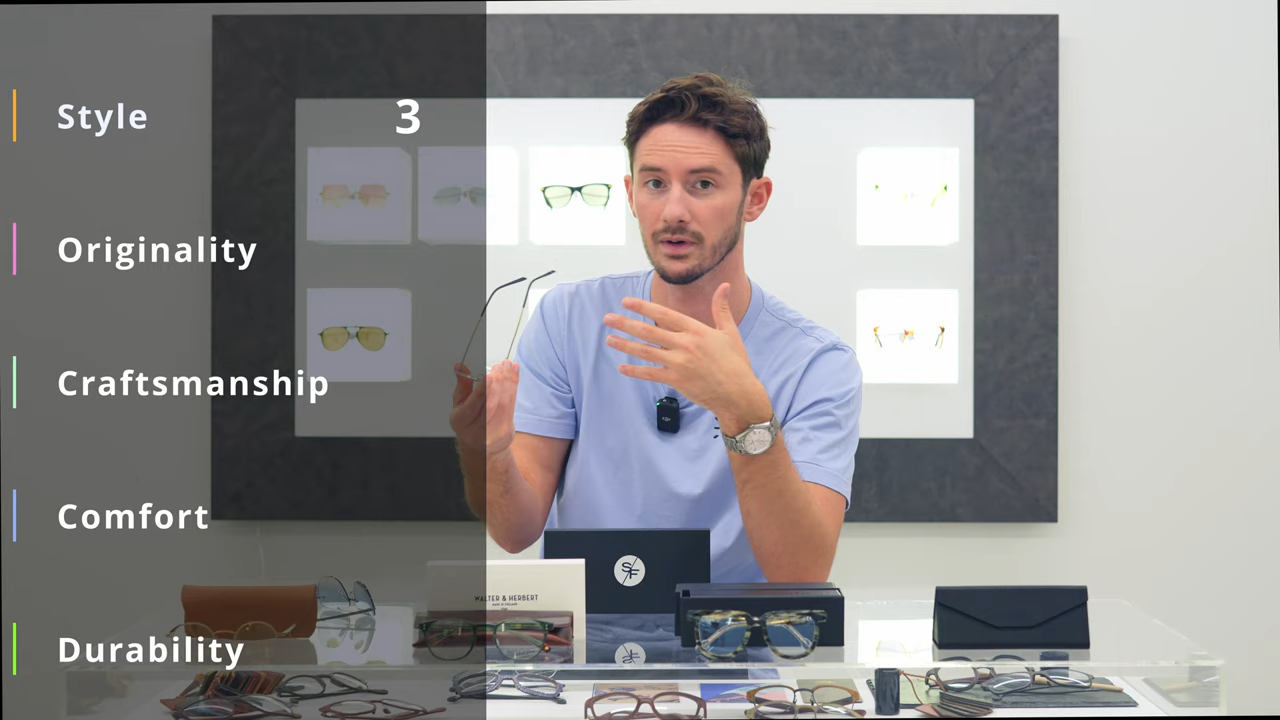 Style 3
Originality
Craftsmanship
Comfort
Durability
WALTER & HERBERT
S/F